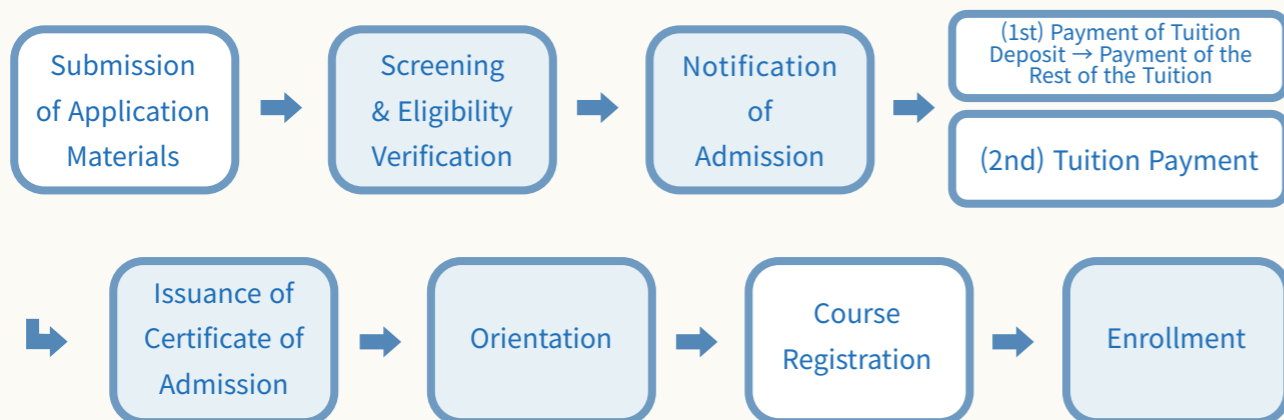 Submission
of Application
Materials
Screening
& Eligibility
Verification
Notification
of
Admission
(1st) Payment of Tuition
Deposit → Payment of the
Rest of the Tuition
(2nd) Tuition Payment
Issuance of
Certificate of
Admission
Orientation
Course
Registration
Enrollment